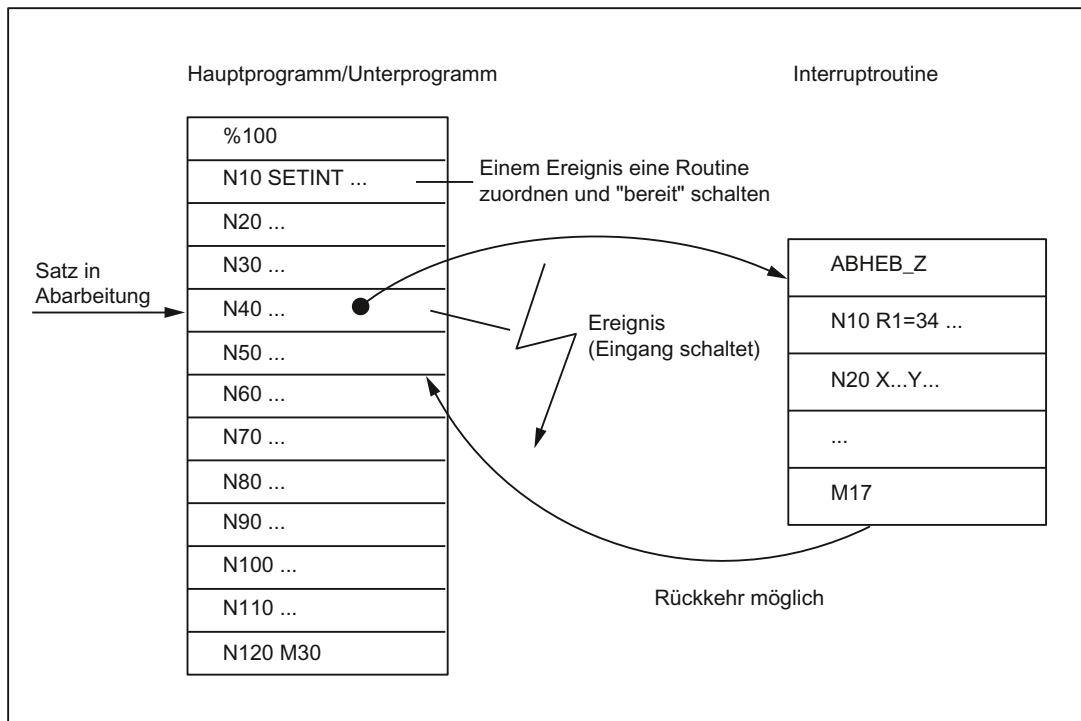 Hauptprogramm/Unterprogramm
Interruptroutine
%100
N10 SETINT ...
Einem Ereignis eine Routine
zuordnen und "bereit" schalten
N20 ...
N30 ...
Satz in
Abarbeitung
N40 ...
Ereignis
(Eingang schaltet)
N50 ...
N60 ...
N70 ...
N80 ...
N90 ...
N100 ...
N110 ...
N120 M30
ABHEB_Z
N10 R1=34 ...
N20 X...Y...
...
M17
Rückkehr möglich